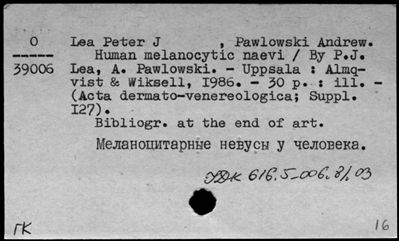 0
39006
Lea Peter J , Pawlowski Andrew.
Human melanocytic naevi / By P.J.
Lea, A. Pawlowski. - Uppsala : Almq-
vist & Wiksell, I986. - 30 p. : ill. -
(Acta dermato-venereologica; Suppl.
I27).
Bibliogr. at the end of art.
Меланоцитарные невусы у человека.
УДК 616.5-006.81.03
ГК
16